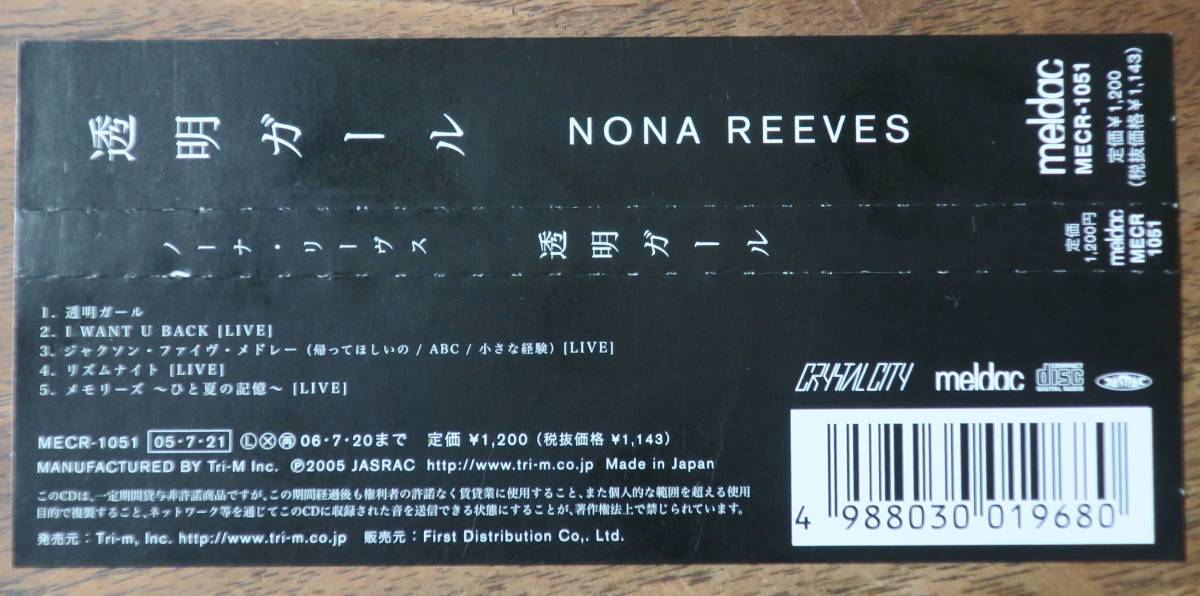 透明ガール NONA REEVES
meldac
MECR-1051
定価￥1,200
(税抜価格￥1,143)
ノーナ・リーヴス 透明ガール
定価
1,200円
meldac
MECR
1051
1. 透明ガール
2. I WANT U BACK [LIVE]
3. ジャクソン・ファイヴ・メドレー（帰ってほしいの / ABC / 小さな経験）[LIVE]
4. リズムナイト [LIVE]
5. メモリーズ 〜ひと夏の記憶〜 [LIVE]
CRYSTAL CITY meldac COMPACT disc DIGITAL AUDIO JASRAC
MECR-1051 05・7・21 Ⓛ Ⓧ 再 06・7・20まで 定価 ¥1,200（税抜価格 ¥1,143）
MANUFACTURED BY Tri-M Inc. ℗2005 JASRAC http://www.tri-m.co.jp Made in Japan
このCDは、一定期間貸与非許諾商品ですが、この期間経過後も権利者の許諾なく賃貸業に使用すること、また個人的な範囲を超える使用
目的で複製すること、ネットワーク等を通じてこのCDに収録された音を送信できる状態にすることが、著作権法上で禁じられています。
発売元：Tri-m, Inc. http://www.tri-m.co.jp 販売元：First Distribution Co,. Ltd.
4 988030 019680